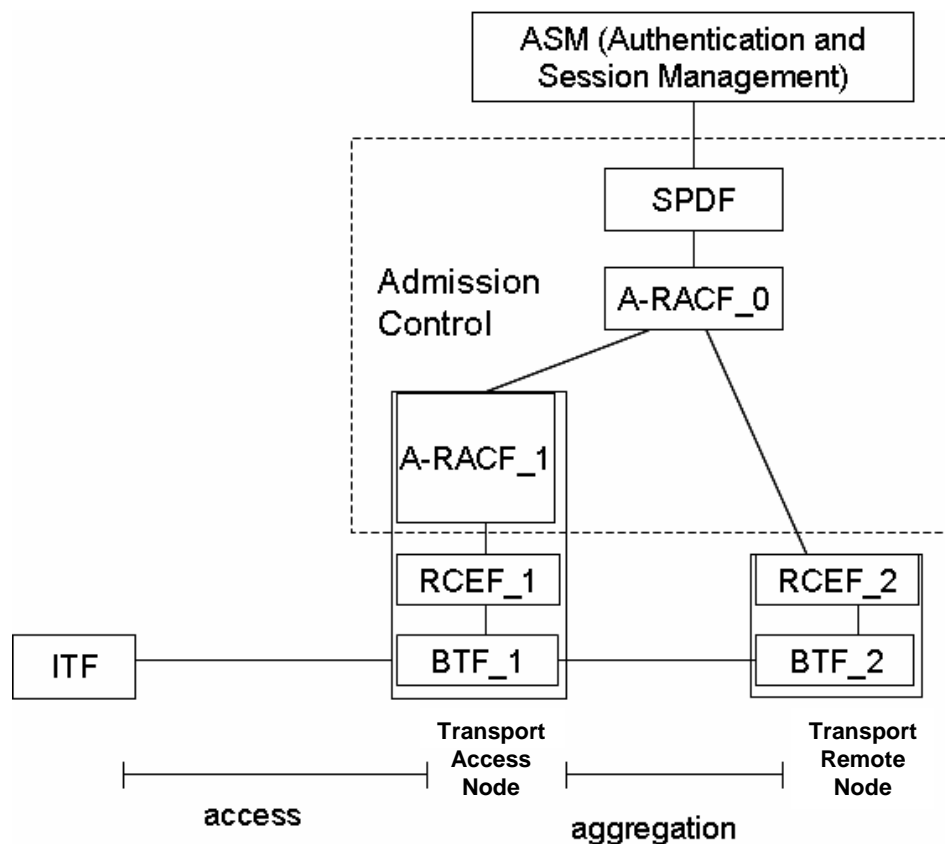 ASM (Authentication and
Session Management)
SPDF
A-RACF_0
Admission
Control
A-RACF_1
RCEF_1
RCEF_2
ITF
BTF_1
BTF_2
Transport
Access
Node
Transport
Remote
Node
access
aggregation